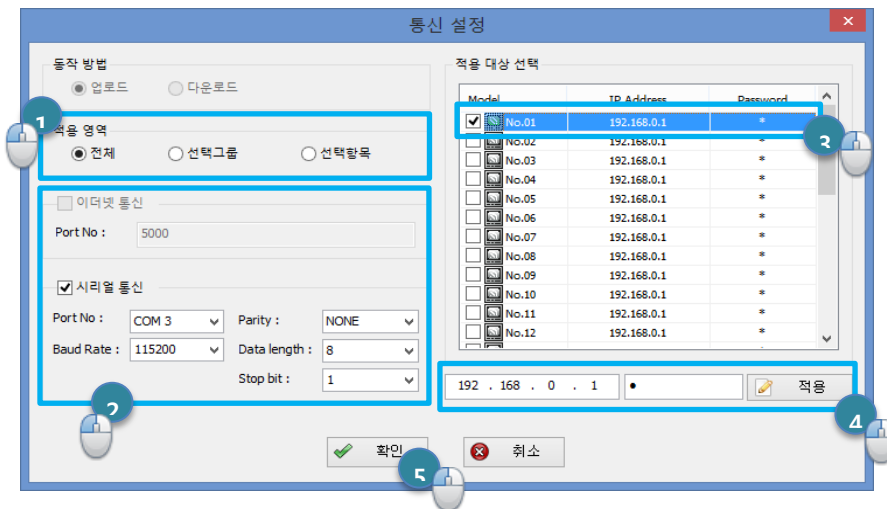 통신 설정
동작 방법
업로드 다운로드
1
적용 영역
전체 선택그룹 선택항목
이더넷 통신
Port No : 5000
시리얼 통신
Port No : COM 3 Parity : NONE
Baud Rate : 115200 Data length : 8
Stop bit : 1
2
적용 대상 선택
Model IP Address Password
No.01 192.168.0.1 *
3
No.02 192.168.0.1 *
No.03 192.168.0.1 *
No.04 192.168.0.1 *
No.05 192.168.0.1 *
No.06 192.168.0.1 *
No.07 192.168.0.1 *
No.08 192.168.0.1 *
No.09 192.168.0.1 *
No.10 192.168.0.1 *
No.11 192.168.0.1 *
No.12 192.168.0.1 *
192 . 168 . 0 . 1 ● 적용
4
확인 취소
5